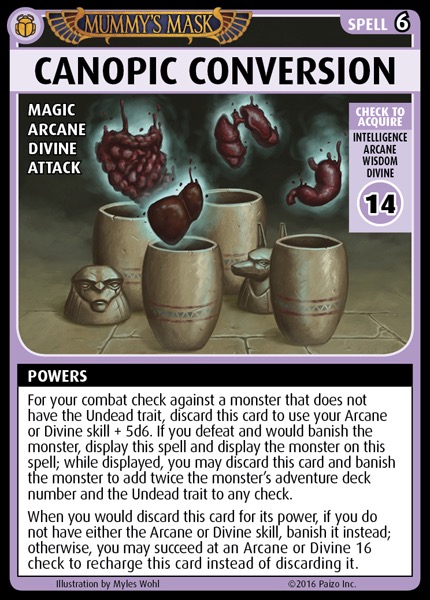 MUMMY'S MASK
SPELL 6
CANOPIC CONVERSION
MAGIC
ARCANE
DIVINE
ATTACK
CHECK TO
ACQUIRE
INTELLIGENCE
ARCANE
WISDOM
DIVINE
14
POWERS
For your combat check against a monster that does not
have the Undead trait, discard this card to use your Arcane
or Divine skill + 5d6. If you defeat and would banish the
monster, display this spell and display the monster on this
spell; while displayed, you may discard this card and banish
the monster to add twice the monster's adventure deck
number and the Undead trait to any check.
When you would discard this card for its power, if you do
not have either the Arcane or Divine skill, banish it instead;
otherwise, you may succeed at an Arcane or Divine 16
check to recharge this card instead of discarding it.
Illustration by Myles Wohl
©2016 Paizo Inc.